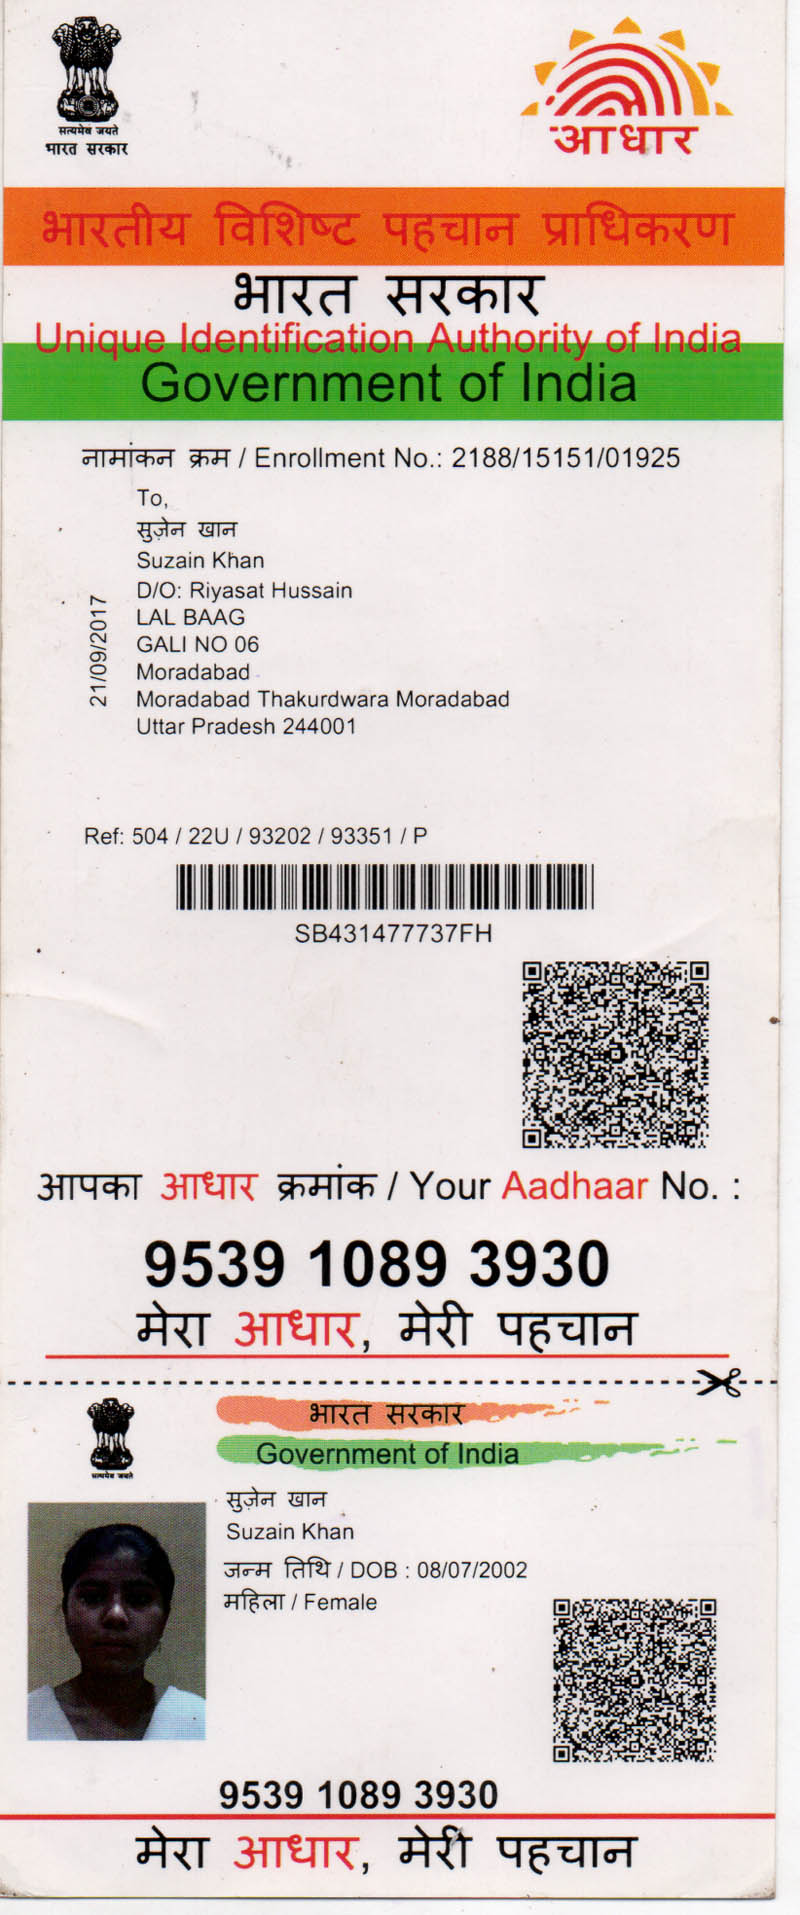 सत्यमेव जयते
भारत सरकार
आधार
भारतीय विशिष्ट पहचान प्राधिकरण
भारत सरकार
Unique Identification Authority of India
Government of India
नामांकन क्रम / Enrollment No.: 2188/15151/01925
To,
सुज़ेन खान
Suzain Khan
D/O: Riyasat Hussain
LAL BAAG
GALI NO 06
Moradabad
Moradabad Thakurdwara Moradabad
Uttar Pradesh 244001
21/09/2017
Ref: 504 / 22U / 93202 / 93351 / P
SB431477737FH
आपका आधार क्रमांक / Your Aadhaar No. :
9539 1089 3930
मेरा आधार, मेरी पहचान
सत्यमेव जयते
भारत सरकार
Government of India
सुज़ेन खान
Suzain Khan
जन्म तिथि / DOB : 08/07/2002
महिला / Female
9539 1089 3930
मेरा आधार, मेरी पहचान